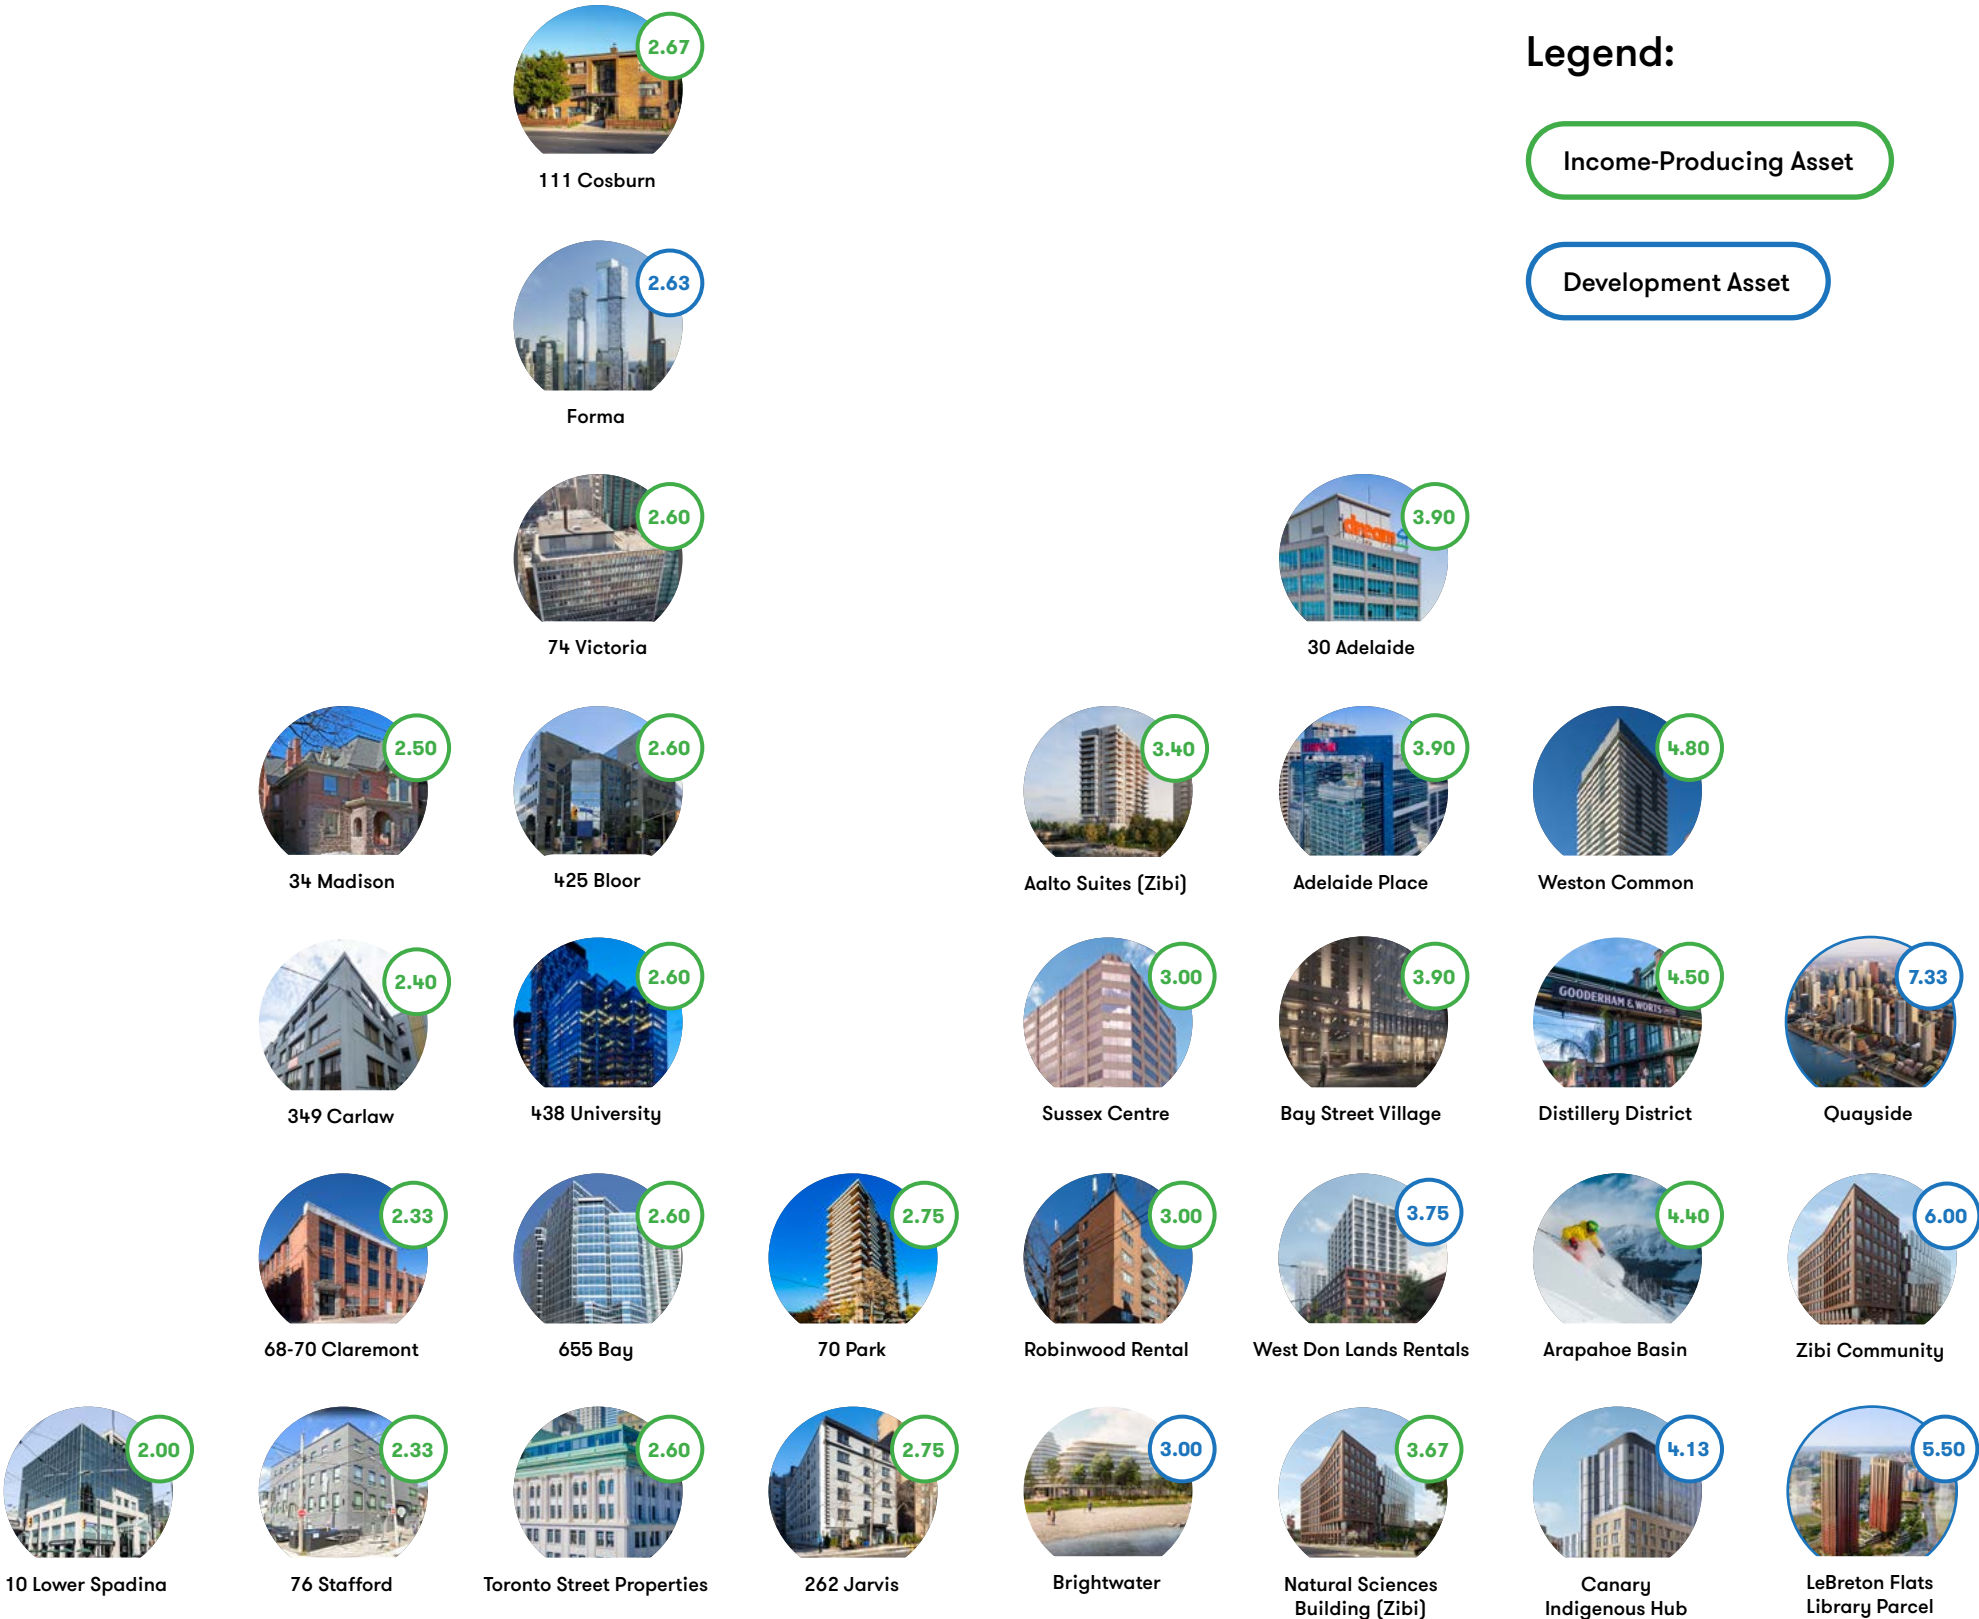 Legend:
Income-Producing Asset
Development Asset
2.67
111 Cosburn
2.63
Forma
2.60
74 Victoria
dream
3.90
30 Adelaide
2.50
34 Madison
2.60
425 Bloor
3.40
Aalto Suites (Zibi)
3.90
Adelaide Place
4.80
Weston Common
2.40
349 Carlaw
2.60
438 University
3.00
Sussex Centre
3.90
Bay Street Village
GOODERHAM & WORTS
4.50
Distillery District
7.33
Quayside
2.33
68-70 Claremont
2.60
655 Bay
2.75
70 Park
3.00
Robinwood Rental
3.75
West Don Lands Rentals
4.40
Arapahoe Basin
6.00
Zibi Community
2.00
10 Lower Spadina
2.33
76 Stafford
2.60
Toronto Street Properties
2.75
262 Jarvis
3.00
Brightwater
3.67
Natural Sciences
Building (Zibi)
4.13
Canary
Indigenous Hub
5.50
LeBreton Flats
Library Parcel